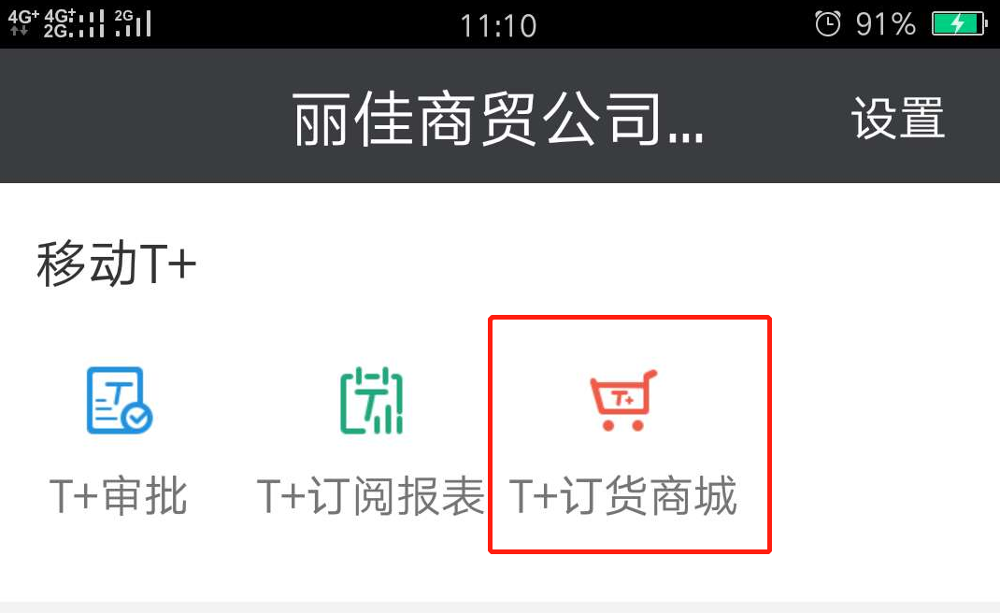 4G+ 4G+ 2G 2G 11:10 91%
丽佳商贸公司... 设置
移动T+
T T T+
T+审批 T+订阅报表 T+订货商城